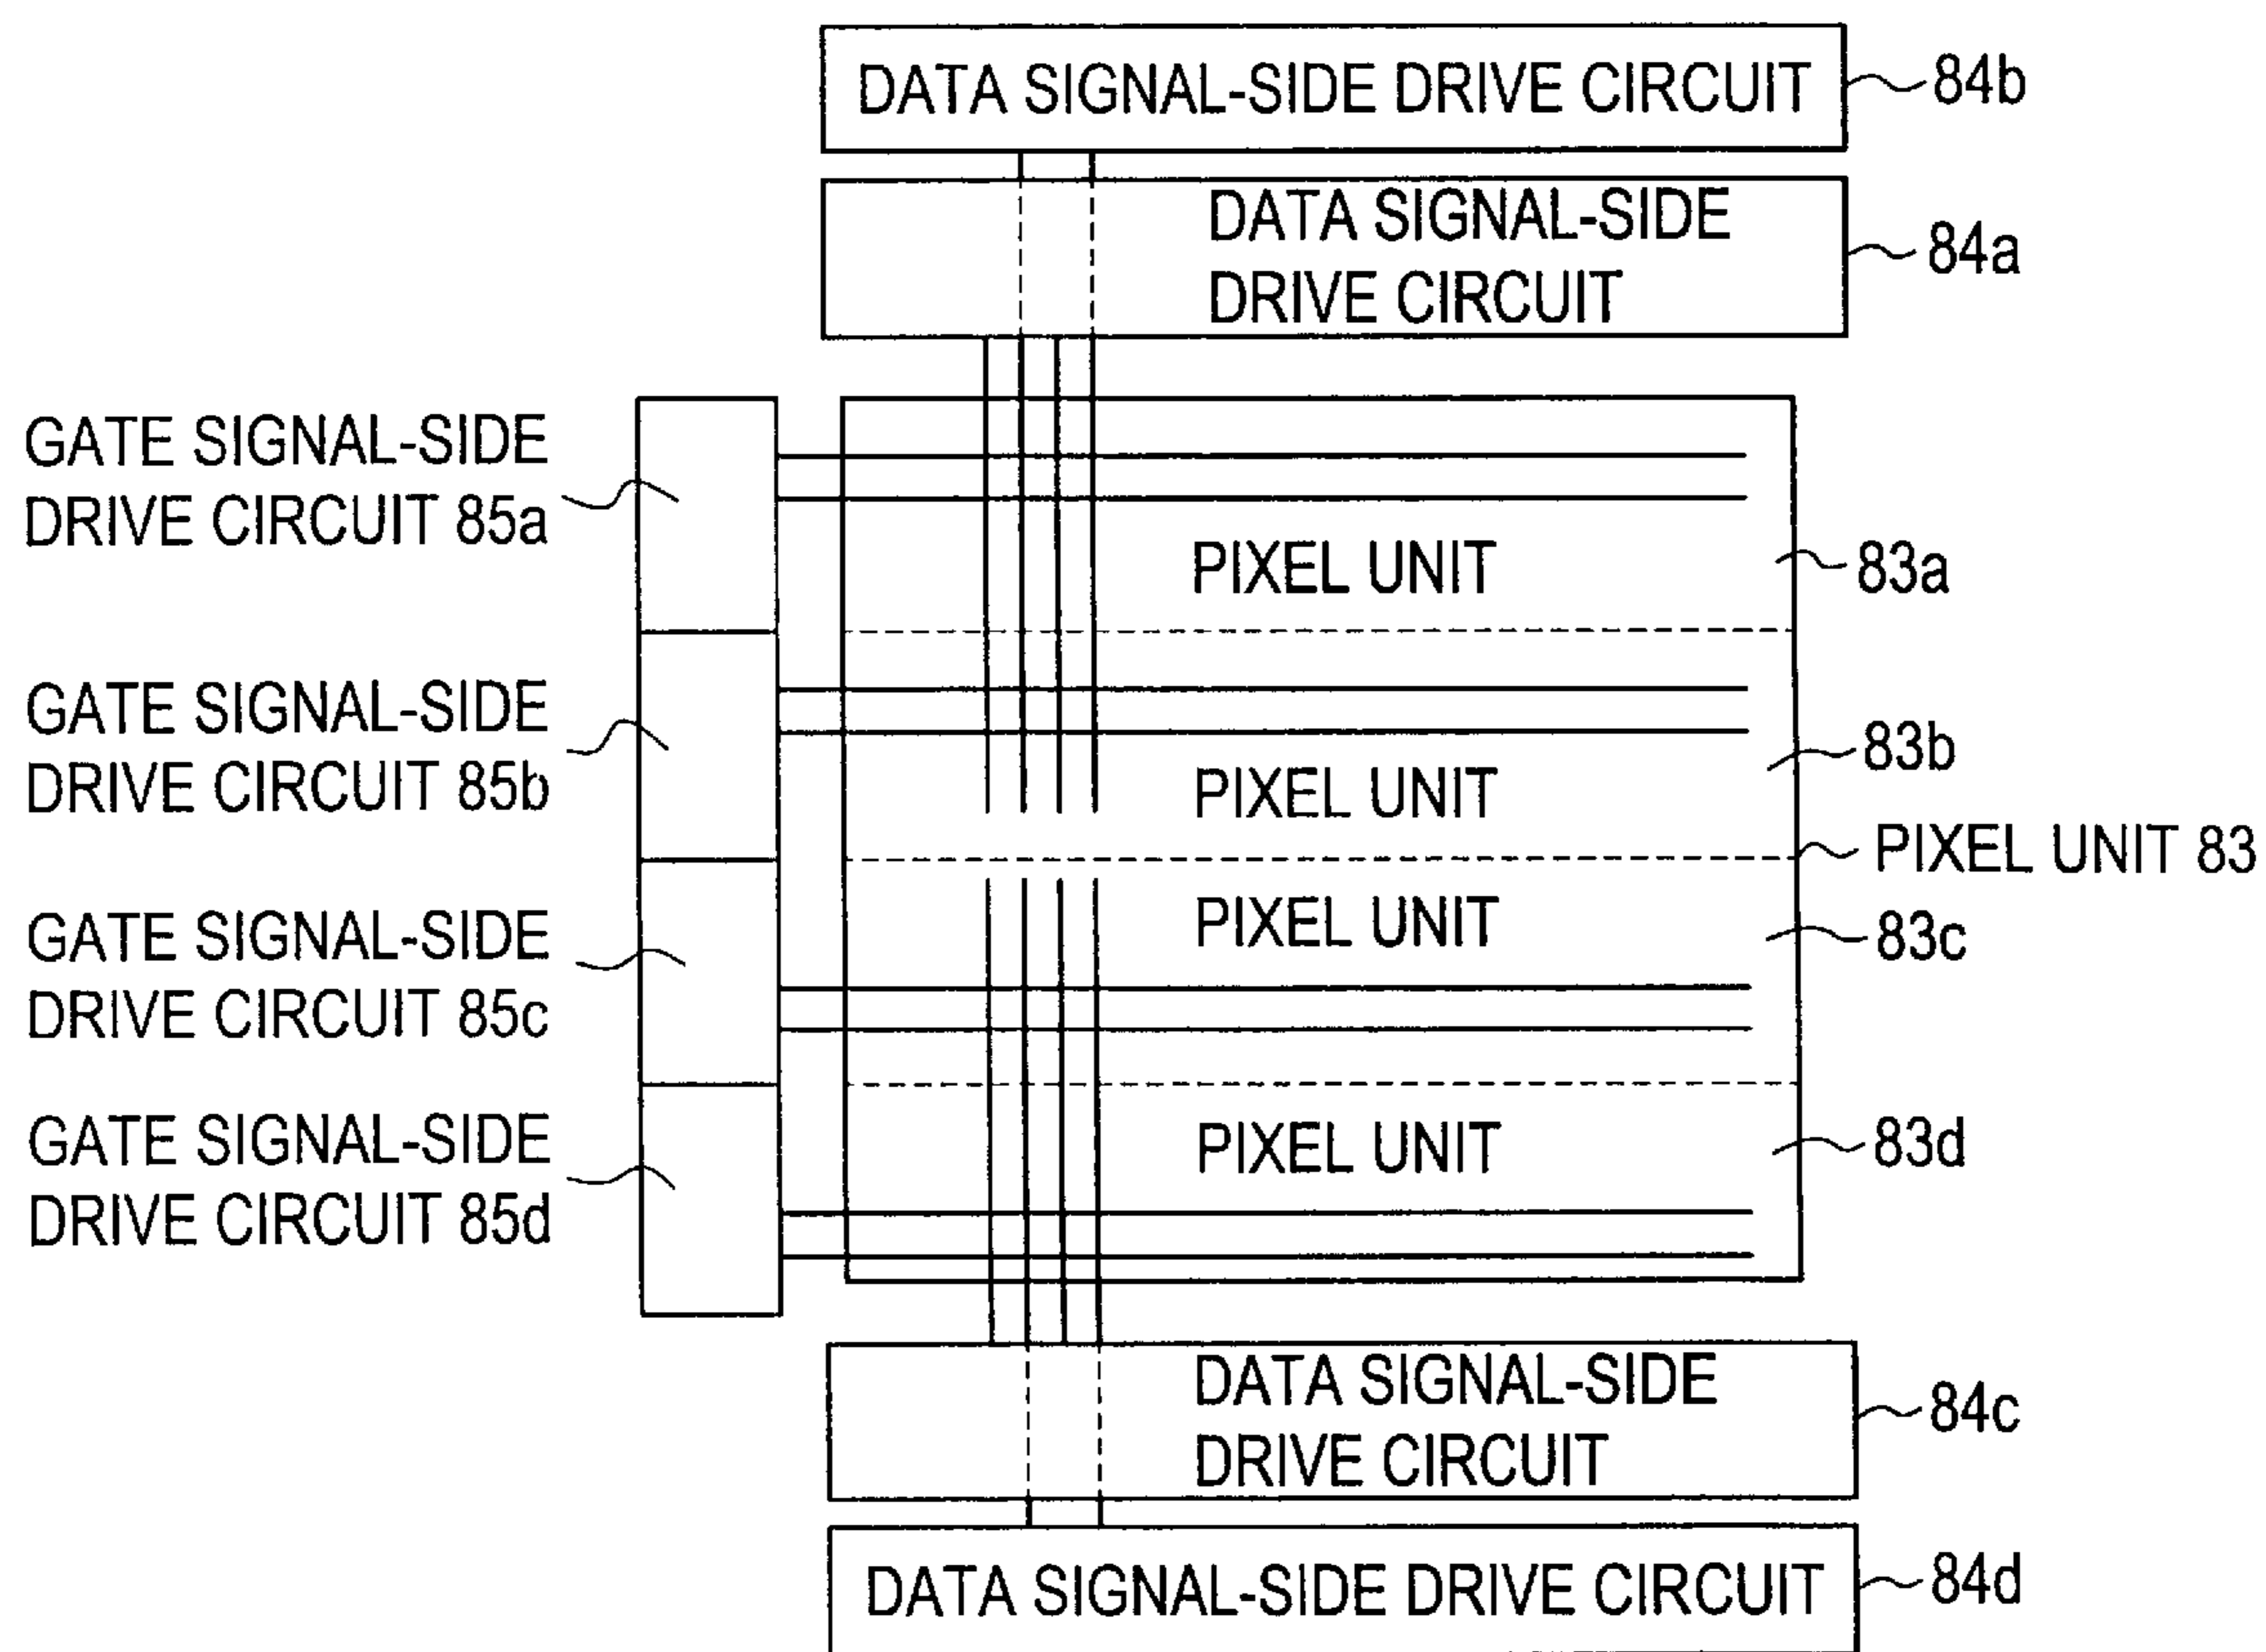 DATA SIGNAL-SIDE DRIVE CIRCUIT
84b
DATA SIGNAL-SIDE
DRIVE CIRCUIT
84a
GATE SIGNAL-SIDE
DRIVE CIRCUIT 85a
PIXEL UNIT
83a
GATE SIGNAL-SIDE
DRIVE CIRCUIT 85b
PIXEL UNIT
83b
PIXEL UNIT 83
GATE SIGNAL-SIDE
DRIVE CIRCUIT 85c
PIXEL UNIT
83c
GATE SIGNAL-SIDE
DRIVE CIRCUIT 85d
PIXEL UNIT
83d
DATA SIGNAL-SIDE
DRIVE CIRCUIT
84c
DATA SIGNAL-SIDE DRIVE CIRCUIT
84d